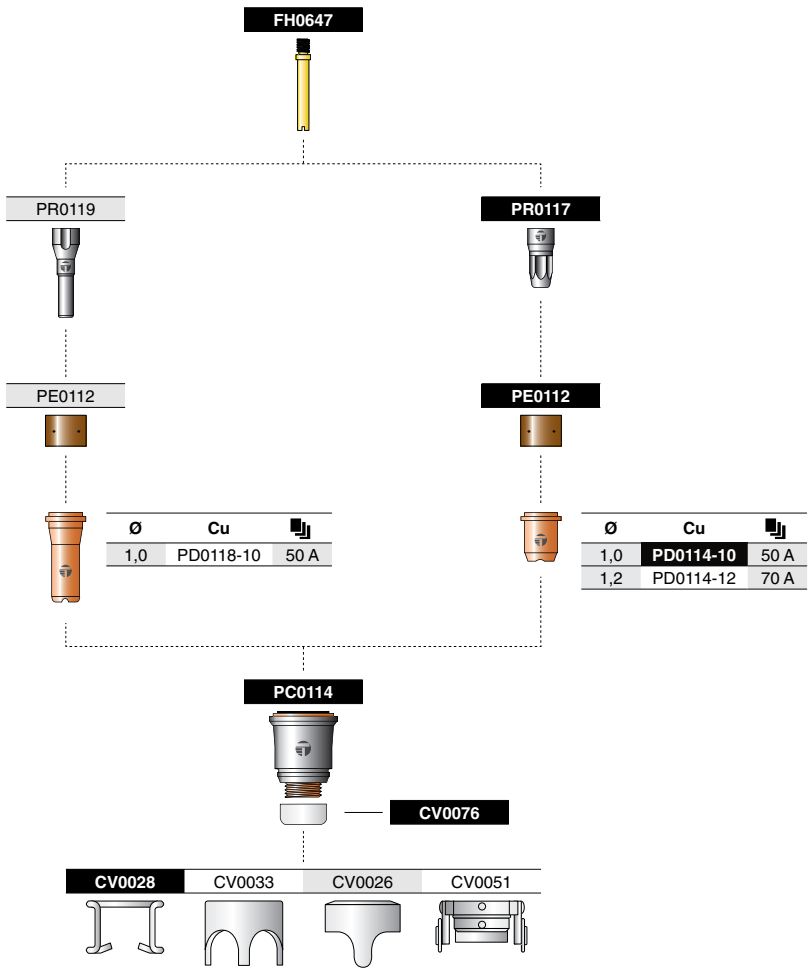 FH0647
PR0119
PR0117
PE0112
PE0112
Ø Cu
1,0 PD0118-10 50 A
Ø Cu
1,0 PD0114-10 50 A
1,2 PD0114-12 70 A
PC0114
CV0076
CV0028 CV0033 CV0026 CV0051